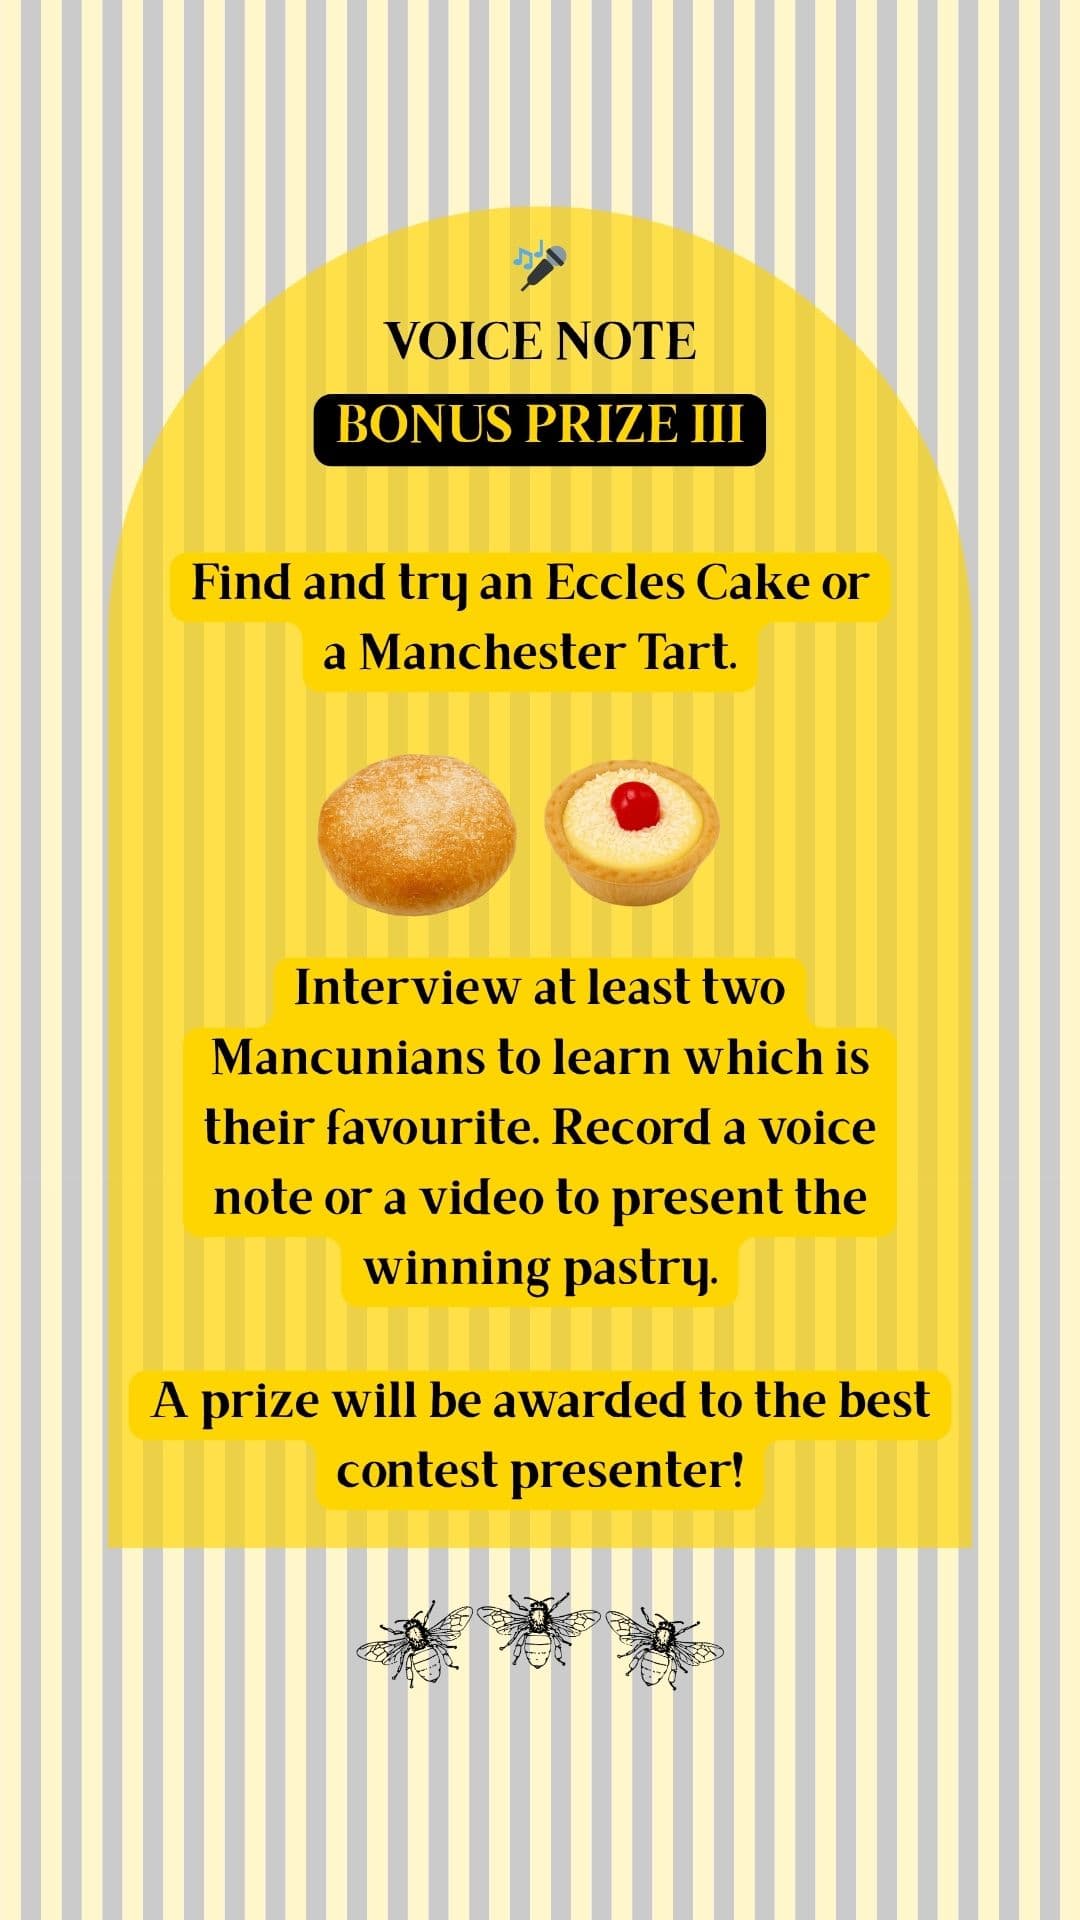 VOICE NOTE
BONUS PRIZE III
Find and try an Eccles Cake or
a Manchester Tart.
Interview at least two
Mancunians to learn which is
their favourite. Record a voice
note or a video to present the
winning pastry.
A prize will be awarded to the best
contest presenter!